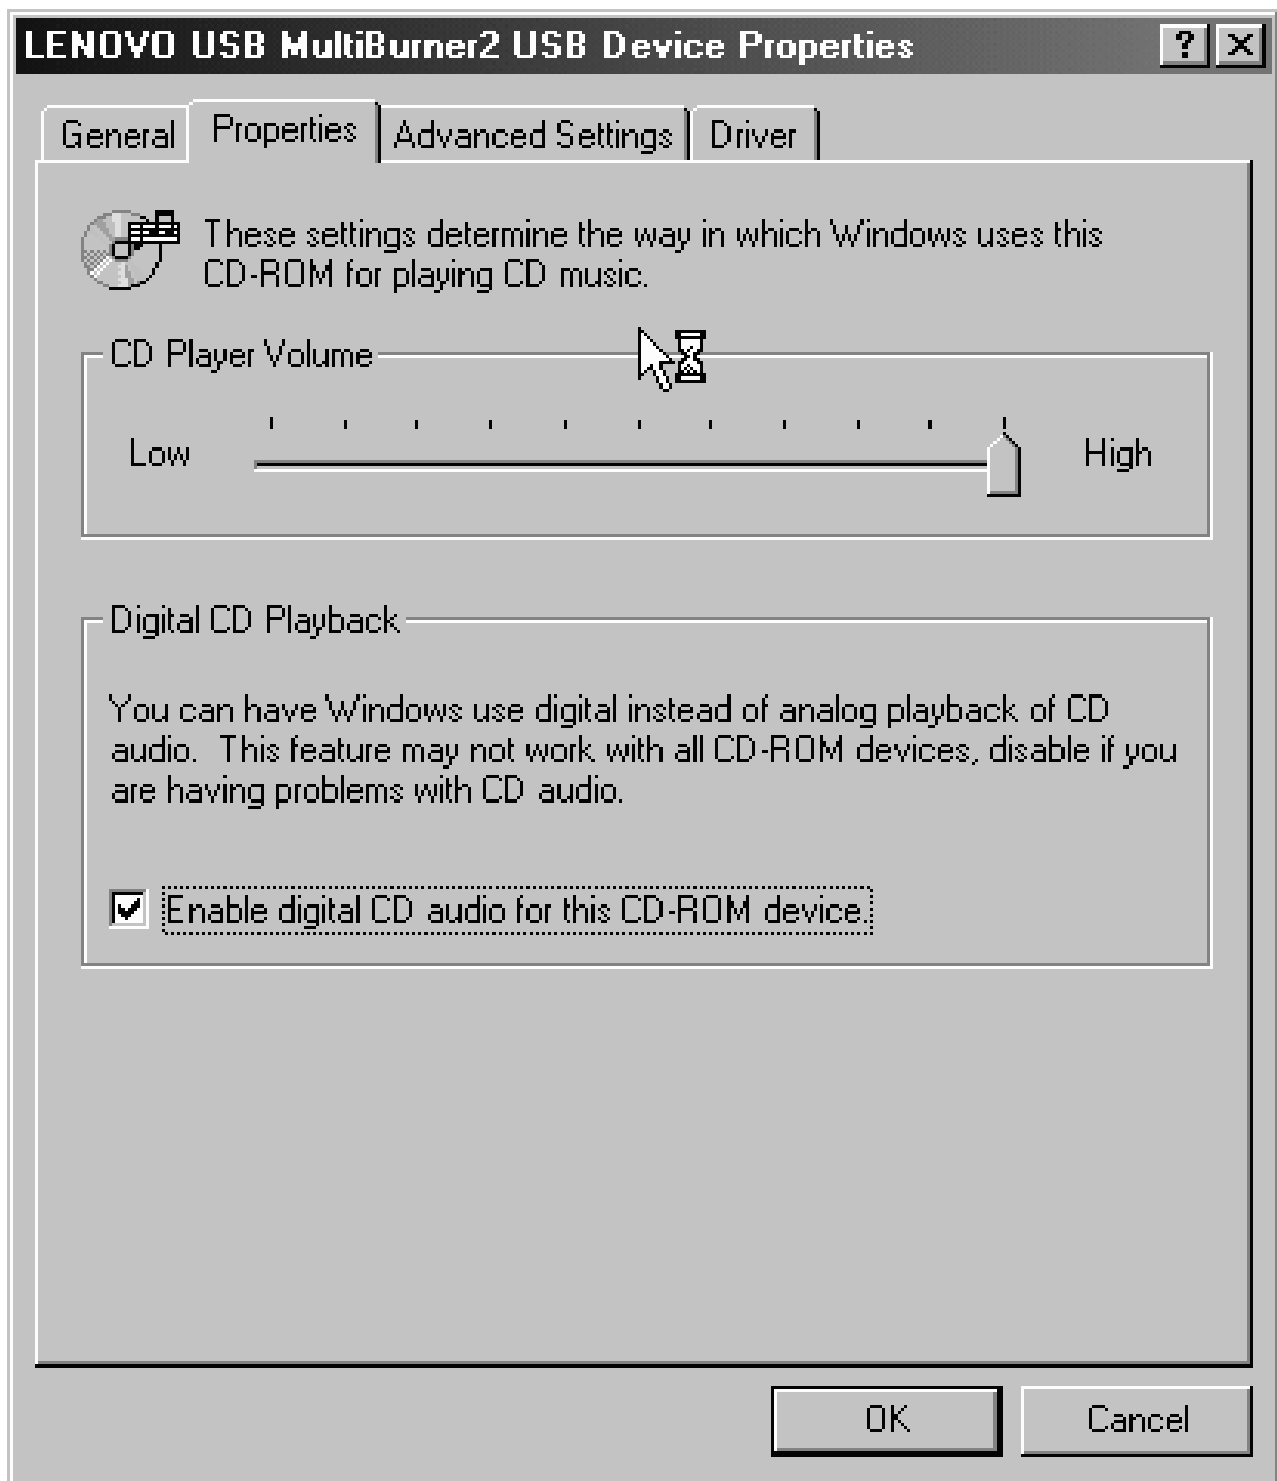 LENOVO USB MultiBurner2 USB Device Properties
General Properties Advanced Settings Driver
These settings determine the way in which Windows uses this
CD-ROM for playing CD music.
CD Player Volume
Low High
Digital CD Playback
You can have Windows use digital instead of analog playback of CD
audio.  This feature may not work with all CD-ROM devices, disable if you
are having problems with CD audio.
Enable digital CD audio for this CD-ROM device.
OK Cancel